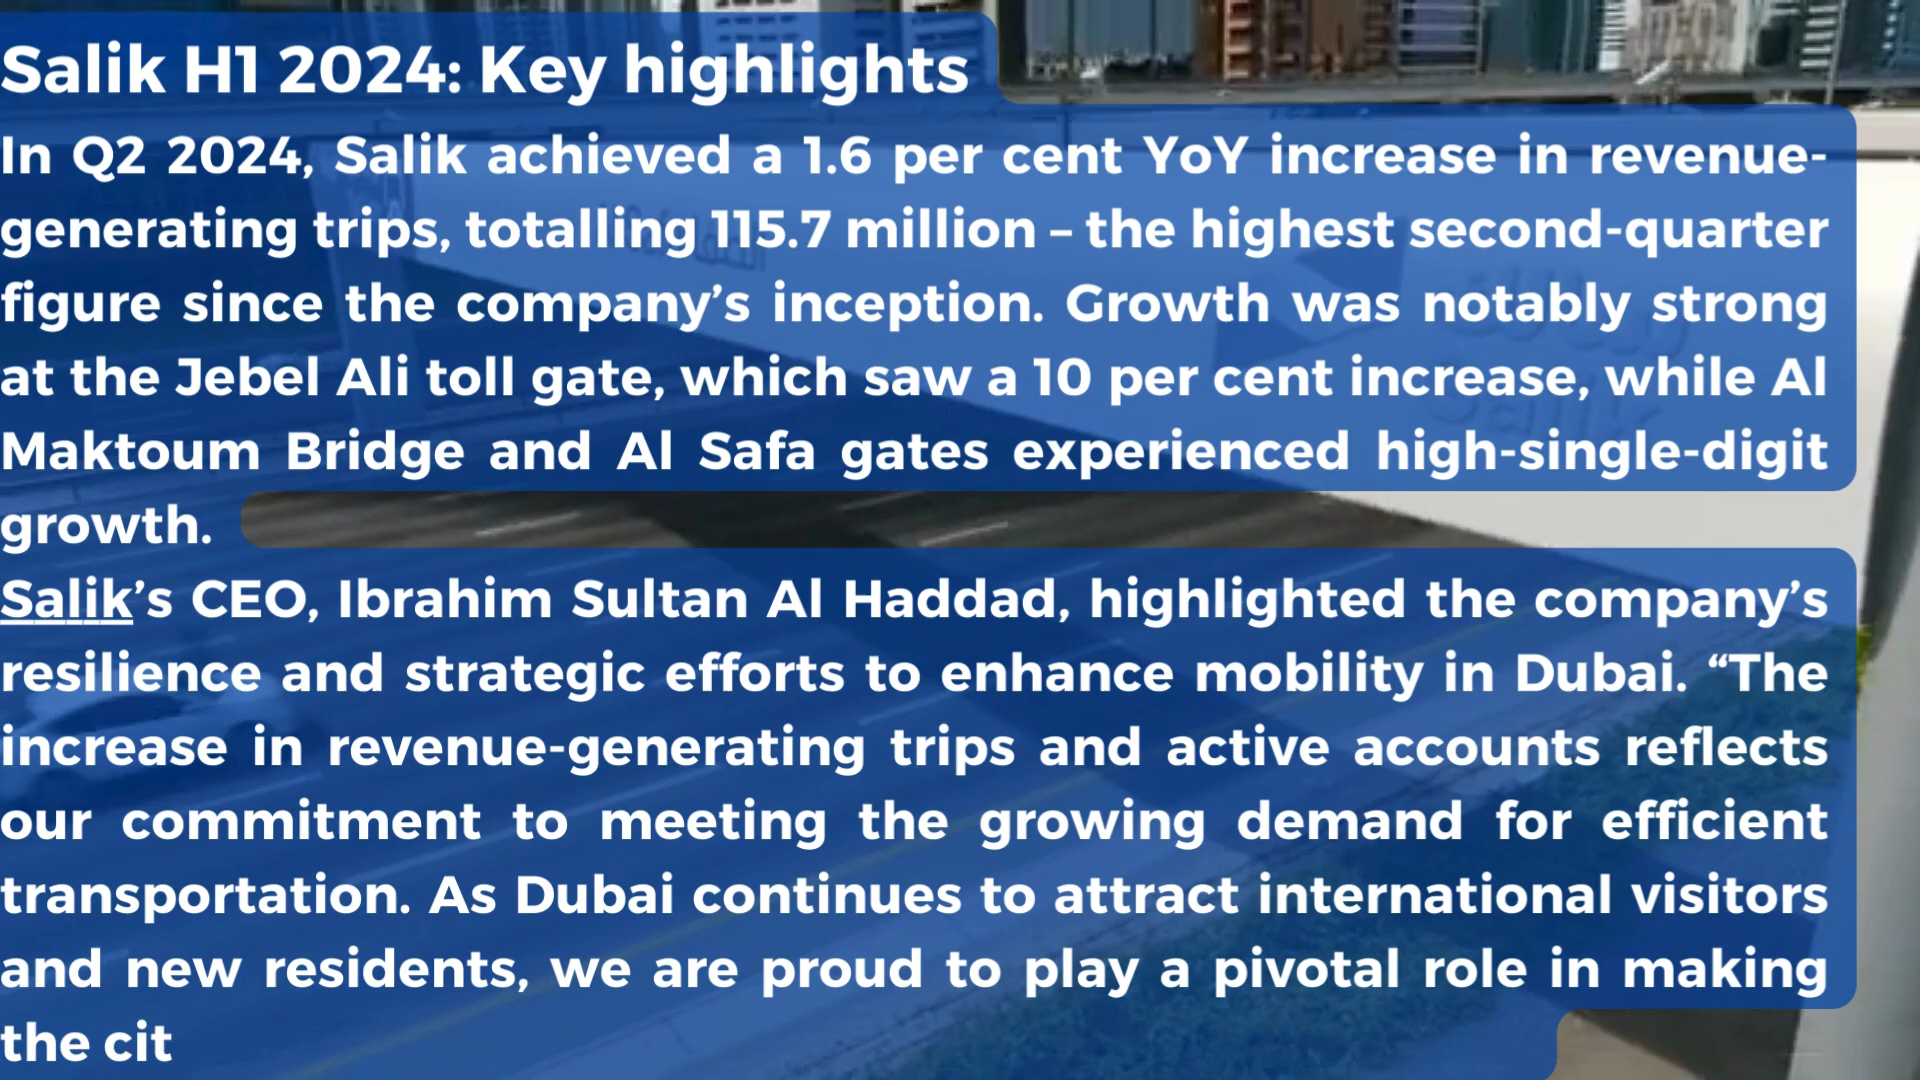 Salik H1 2024: Key highlights
In Q2 2024, Salik achieved a 1.6 per cent YoY increase in revenue-
generating trips, totalling 115.7 million – the highest second-quarter
figure since the company’s inception. Growth was notably strong
at the Jebel Ali toll gate, which saw a 10 per cent increase, while Al
Maktoum Bridge and Al Safa gates experienced high-single-digit
growth.
Salik’s CEO, Ibrahim Sultan Al Haddad, highlighted the company’s
resilience and strategic efforts to enhance mobility in Dubai. “The
increase in revenue-generating trips and active accounts reflects
our commitment to meeting the growing demand for efficient
transportation. As Dubai continues to attract international visitors
and new residents, we are proud to play a pivotal role in making
the cit